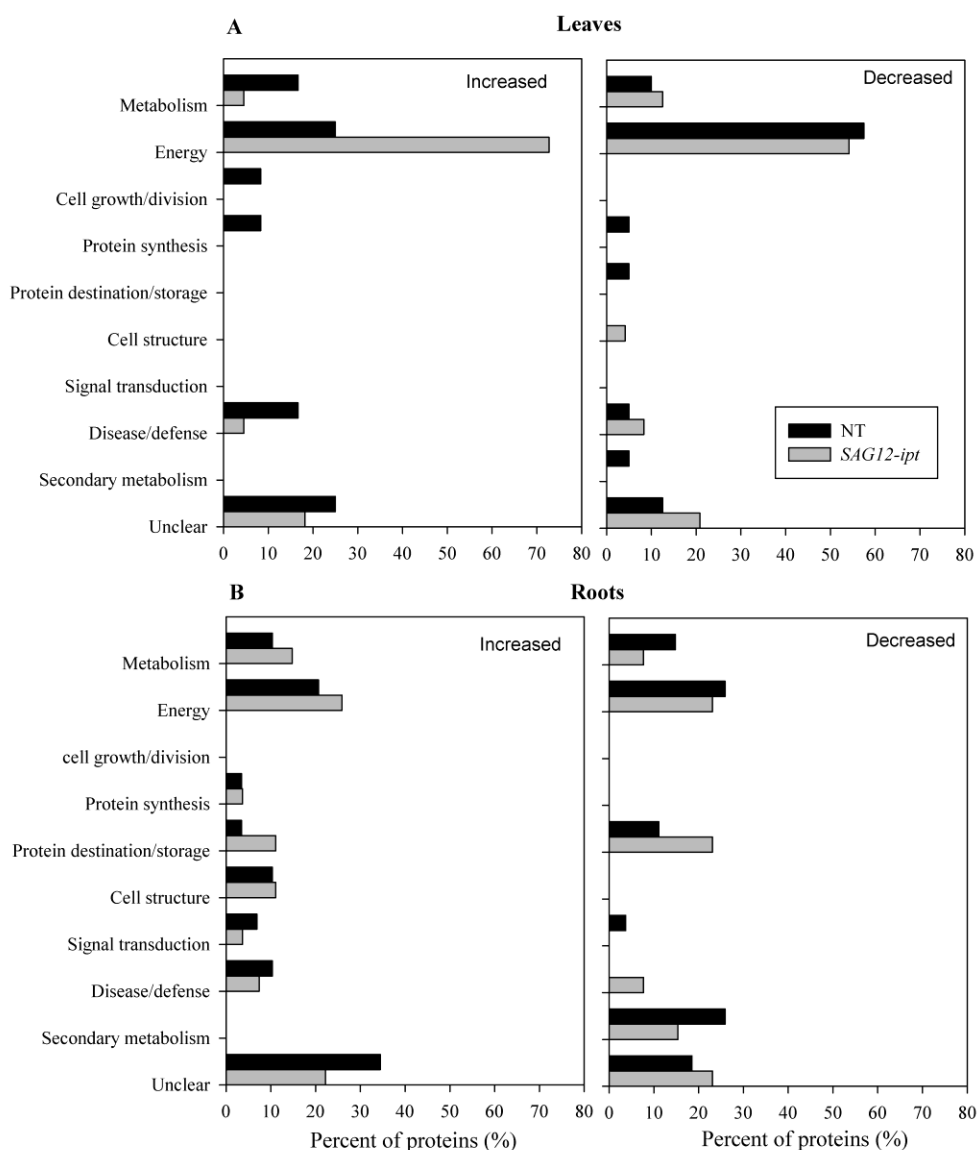 A Leaves
Increased
Decreased
Metabolism
Energy
Cell growth/division
Protein synthesis
Protein destination/storage
Cell structure
Signal transduction
Disease/defense
Secondary metabolism
Unclear
NT
SAG12-ipt
0 10 20 30 40 50 60 70 80
0 10 20 30 40 50 60 70 80
B Roots
Increased
Decreased
Metabolism
Energy
cell growth/division
Protein synthesis
Protein destination/storage
Cell structure
Signal transduction
Disease/defense
Secondary metabolism
Unclear
0 10 20 30 40 50 60 70 80
0 10 20 30 40 50 60 70 80
Percent of proteins (%)
Percent of proteins (%)